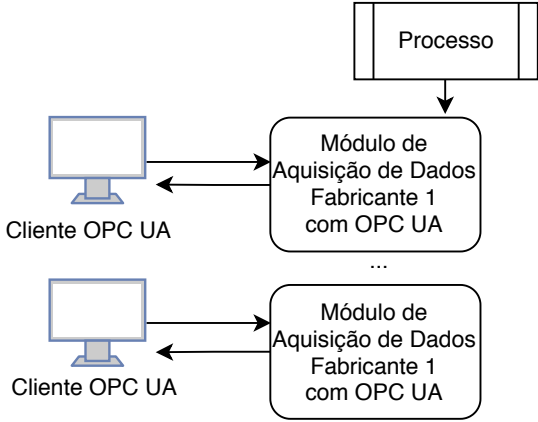 Processo
Módulo de
Aquisição de Dados
Fabricante 1
com OPC UA
Cliente OPC UA
...
Módulo de
Aquisição de Dados
Fabricante 1
com OPC UA
Cliente OPC UA